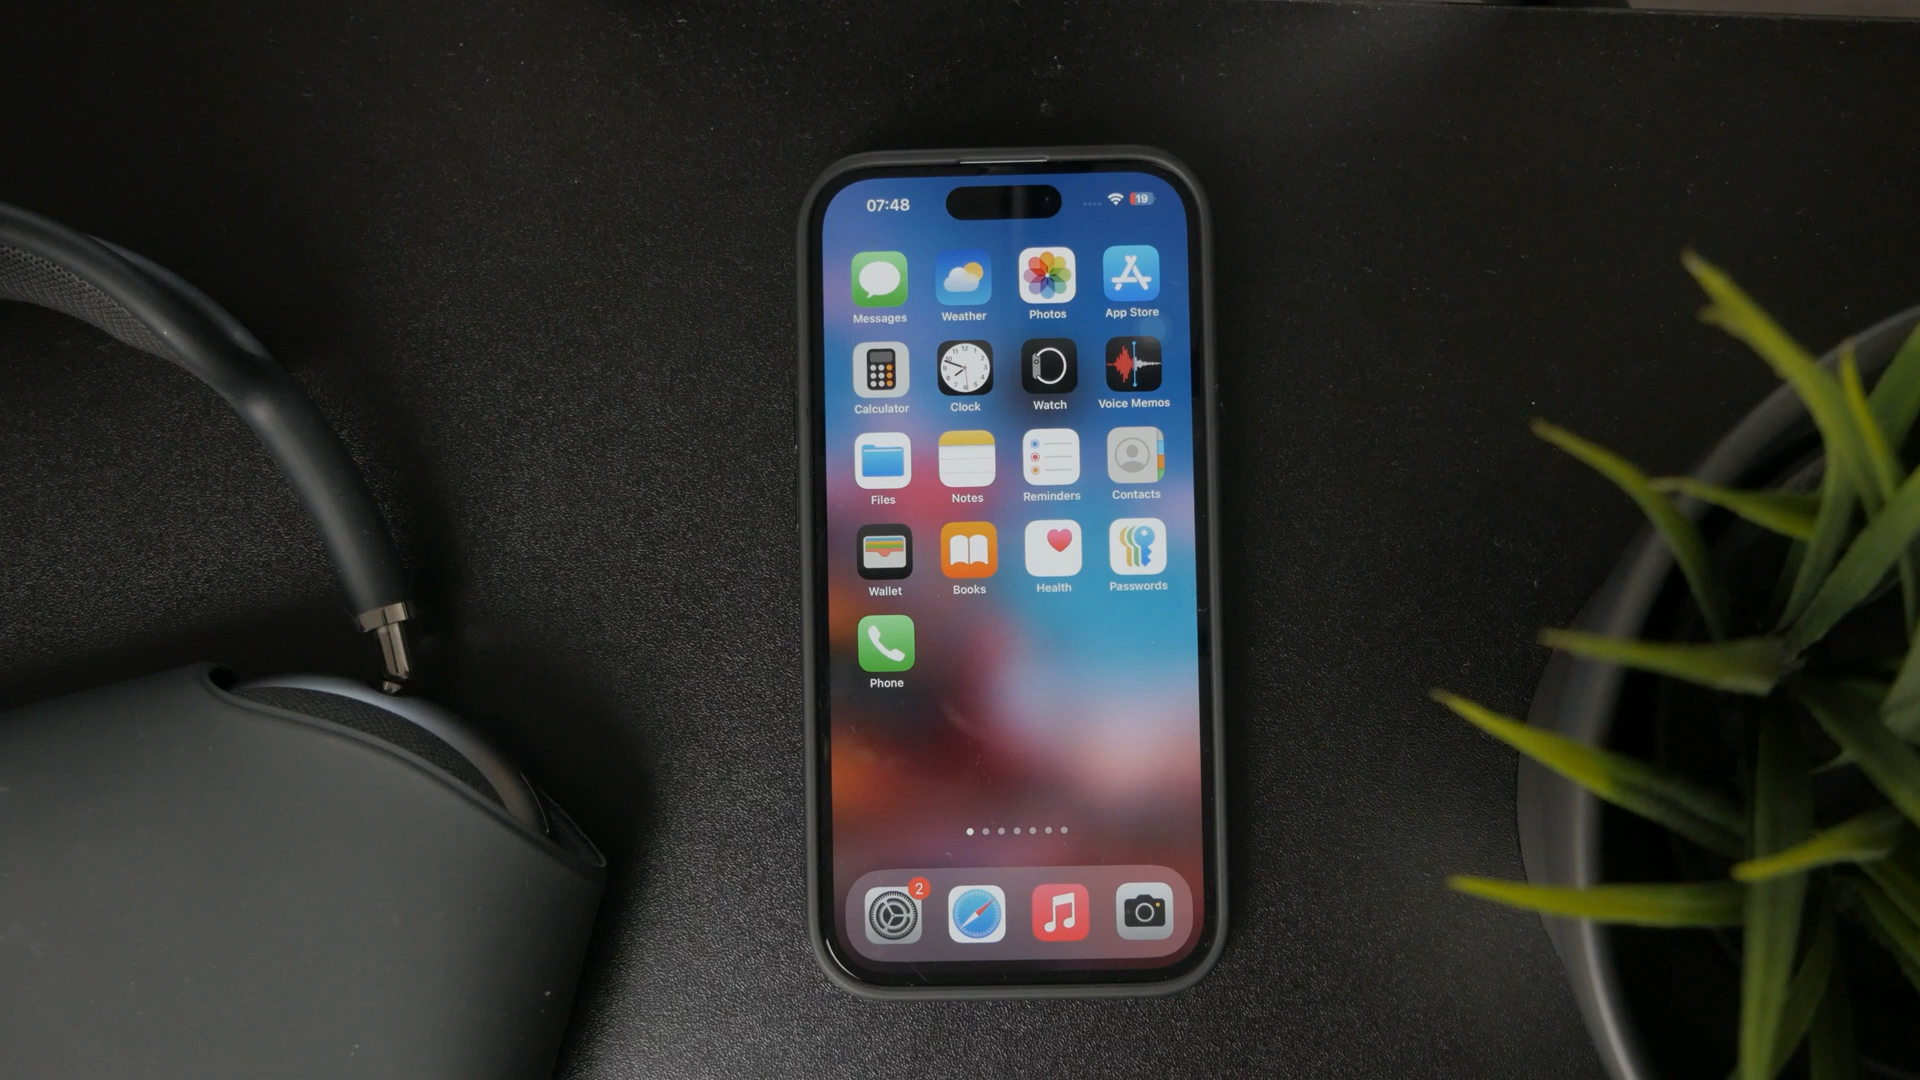 07:48 19
Messages Weather Photos App Store
Calculator Clock Watch Voice Memos
Files Notes Reminders Contacts
Wallet Books Health Passwords
Phone
2